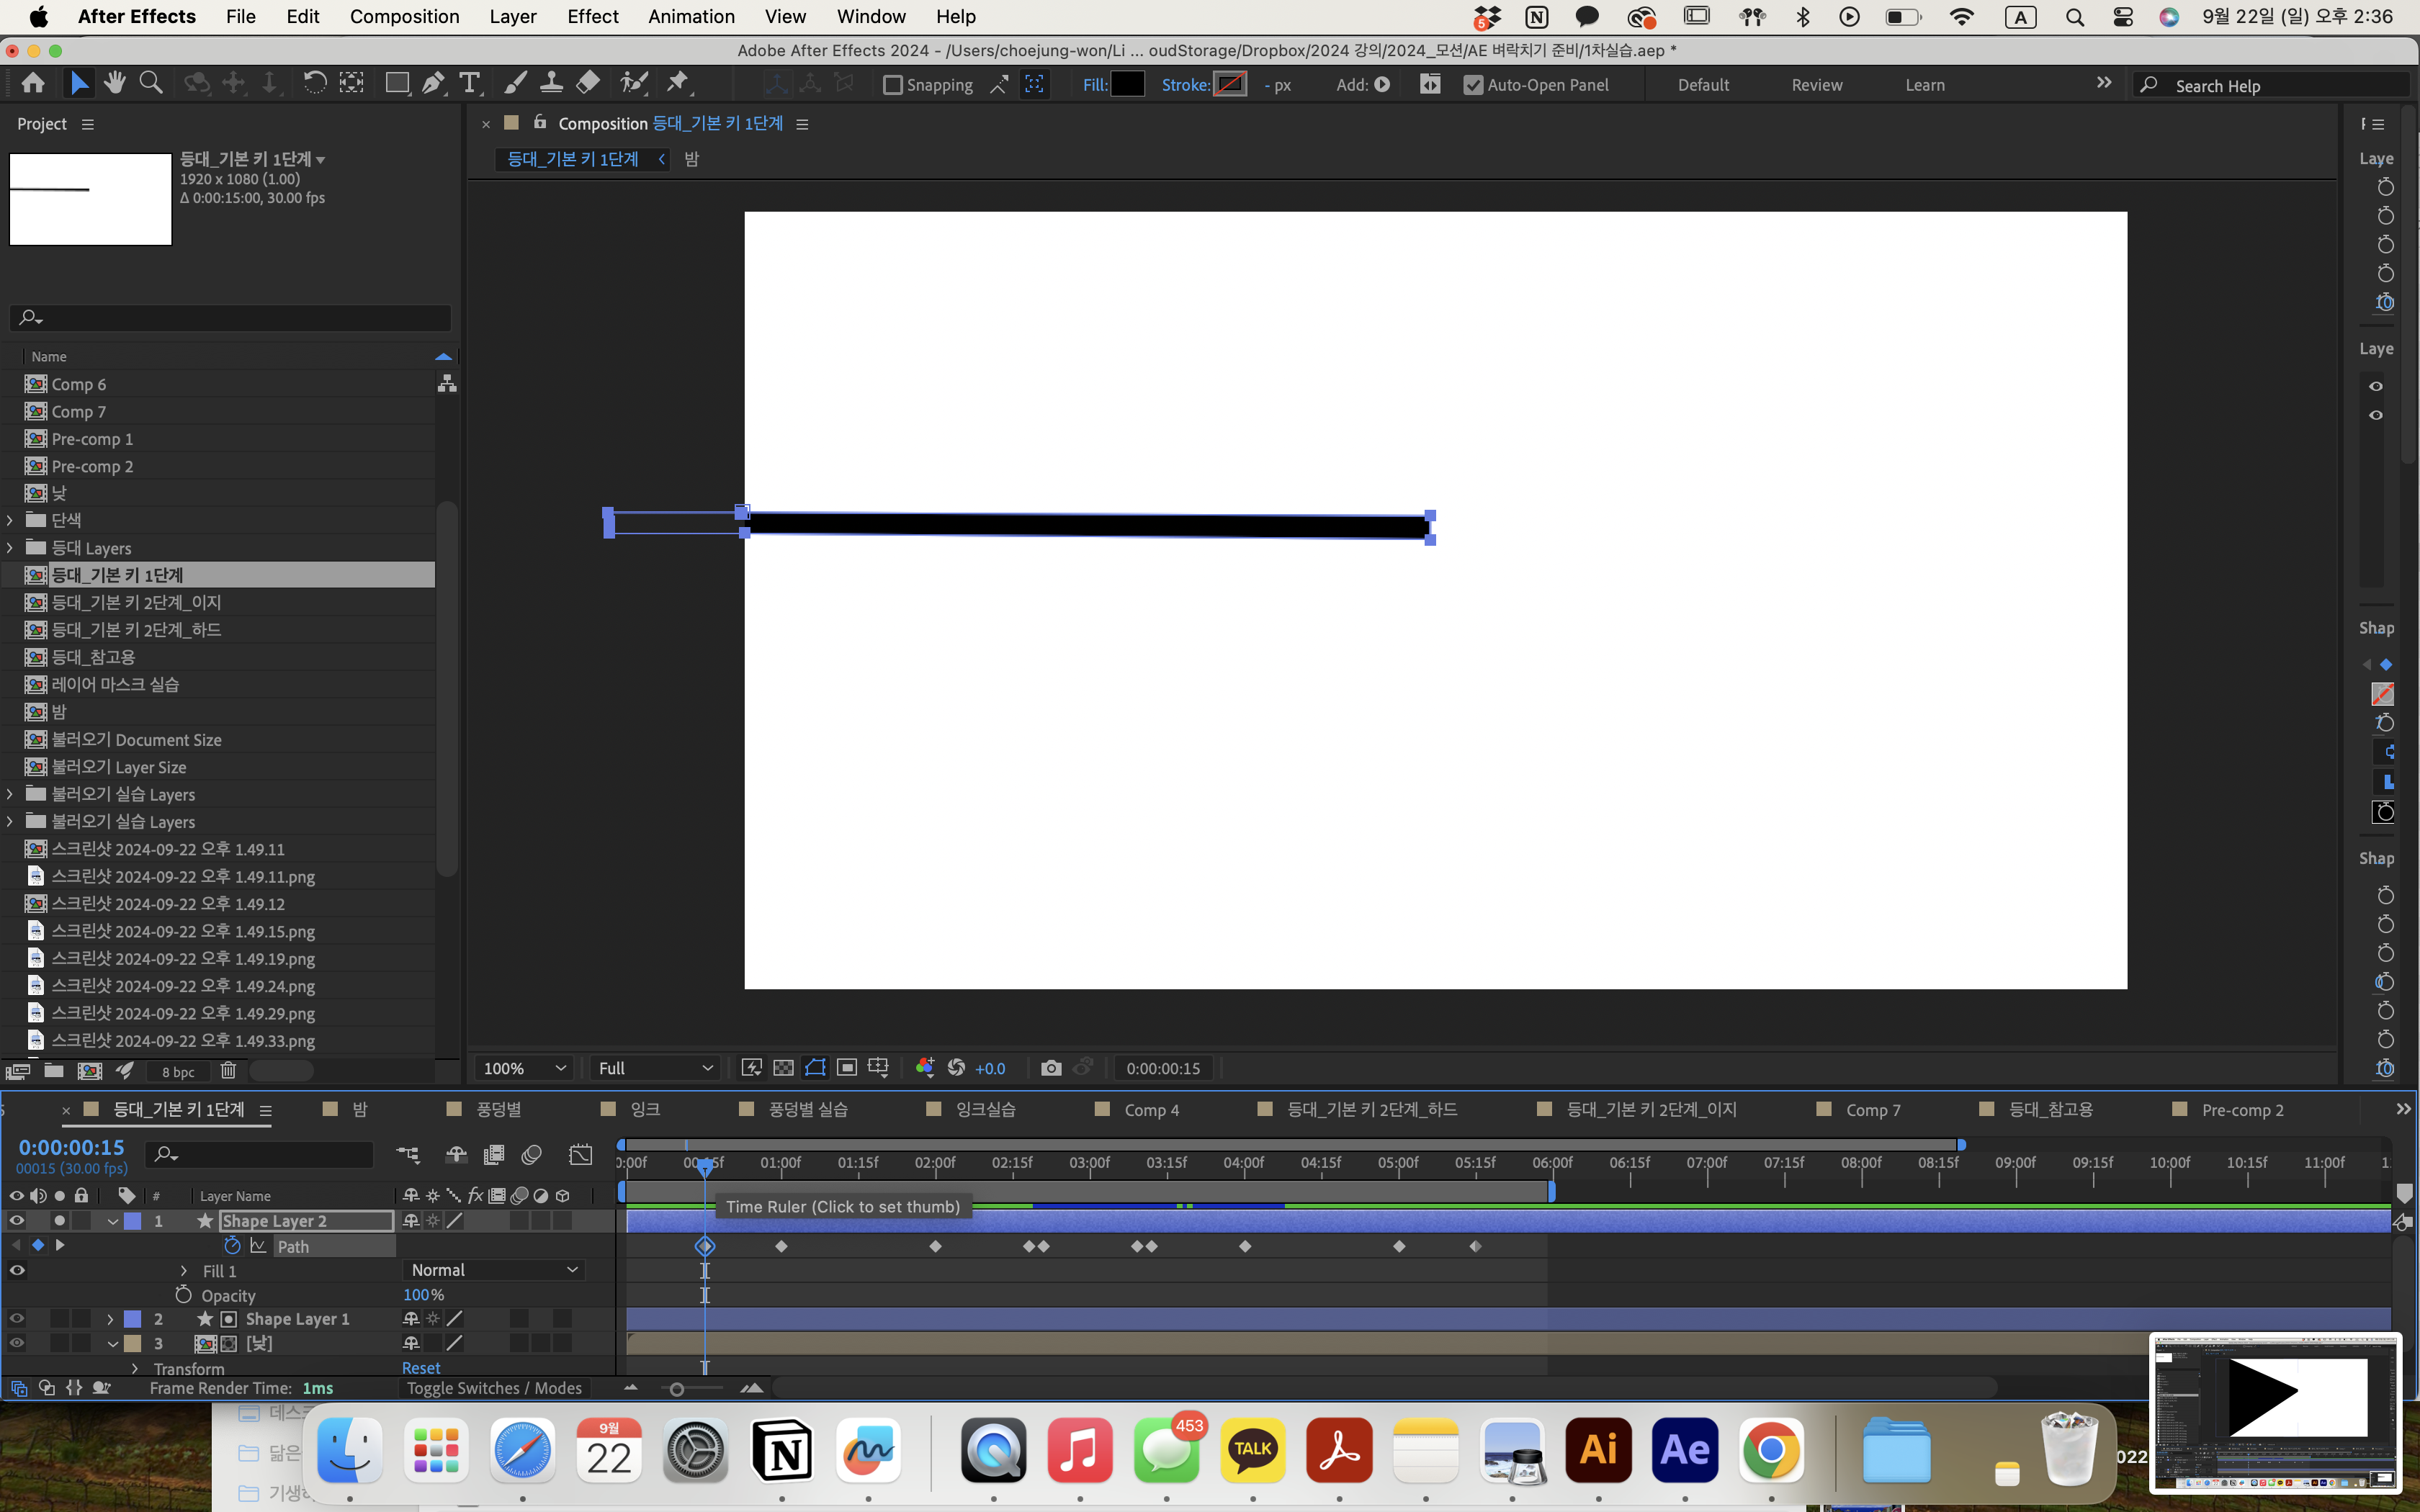 After Effects File Edit Composition Layer Effect Animation View Window Help 5 A 9월 22일 (일) 오후 2:36
Adobe After Effects 2024 - /Users/choejung-won/Li ... oudStorage/Dropbox/2024 강의/2024_모션/AE 벼락치기 준비/1차실습.aep *
Snapping Fill: Stroke: - px Add: Auto-Open Panel Default Review Learn Search Help
Project
등대_기본 키 1단계
1920 x 1080 (1.00)
Δ 0:00:15:00, 30.00 fps
Name
Comp 6
Comp 7
Pre-comp 1
Pre-comp 2
낮
단색
등대 Layers
등대_기본 키 1단계
등대_기본 키 2단계_이지
등대_기본 키 2단계_하드
등대_참고용
레이어 마스크 실습
밤
불러오기 Document Size
불러오기 Layer Size
불러오기 실습 Layers
불러오기 실습 Layers
스크린샷 2024-09-22 오후 1.49.11
스크린샷 2024-09-22 오후 1.49.11.png
스크린샷 2024-09-22 오후 1.49.12
스크린샷 2024-09-22 오후 1.49.15.png
스크린샷 2024-09-22 오후 1.49.19.png
스크린샷 2024-09-22 오후 1.49.24.png
스크린샷 2024-09-22 오후 1.49.29.png
스크린샷 2024-09-22 오후 1.49.33.png
8 bpc
Composition 등대_기본 키 1단계
등대_기본 키 1단계 밤
100% Full +0.0 0:00:00:15
Laye
Laye
Shap
Shap
등대_기본 키 1단계 밤 풍덩별 잉크 풍덩별 실습 잉크실습 Comp 4 등대_기본 키 2단계_하드 등대_기본 키 2단계_이지 Comp 7 등대_참고용 Pre-comp 2
0:00:00:15
00015 (30.00 fps)
0:00f 01:00f 01:15f 02:00f 02:15f 03:00f 03:15f 04:00f 04:15f 05:00f 05:15f 06:00f 06:15f 07:00f 07:15f 08:00f 08:15f 09:00f 09:15f 10:00f 10:15f 11:00f
# Layer Name fx
Time Ruler (Click to set thumb)
1 Shape Layer 2
Path
Fill 1 Normal
Opacity 100%
2 Shape Layer 1
3 [낮]
Transform Reset
Frame Render Time: 1ms Toggle Switches / Modes
9월
22
453
TALK
Ai
Ae